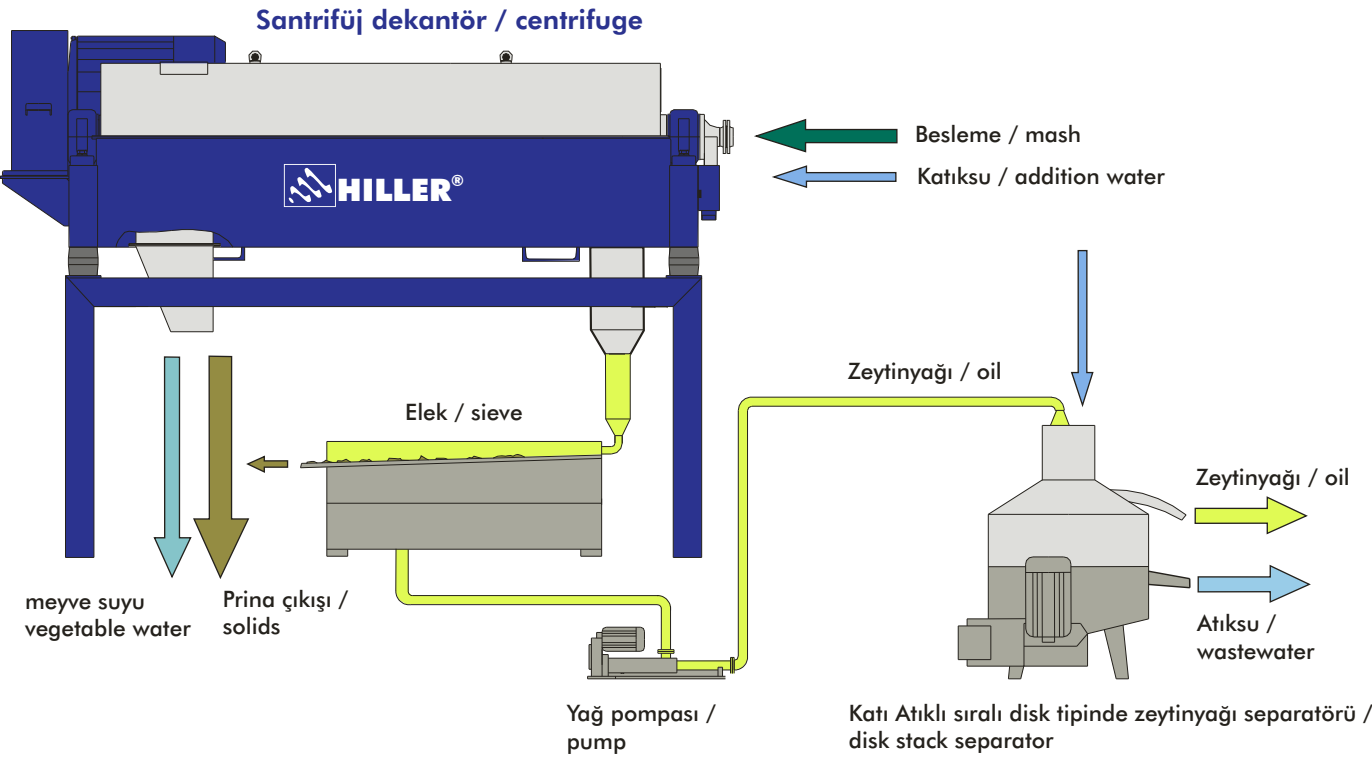 Santrifüj dekantör / centrifuge
Besleme / mash
Katıksu / addition water
HILLER®
Zeytinyağı / oil
Elek / sieve
Zeytinyağı / oil
meyve suyu
vegetable water
Prina çıkışı /
solids
Atıksu /
wastewater
Yağ pompası /
pump
Katı Atıklı sıralı disk tipinde zeytinyağı separatörü /
disk stack separator